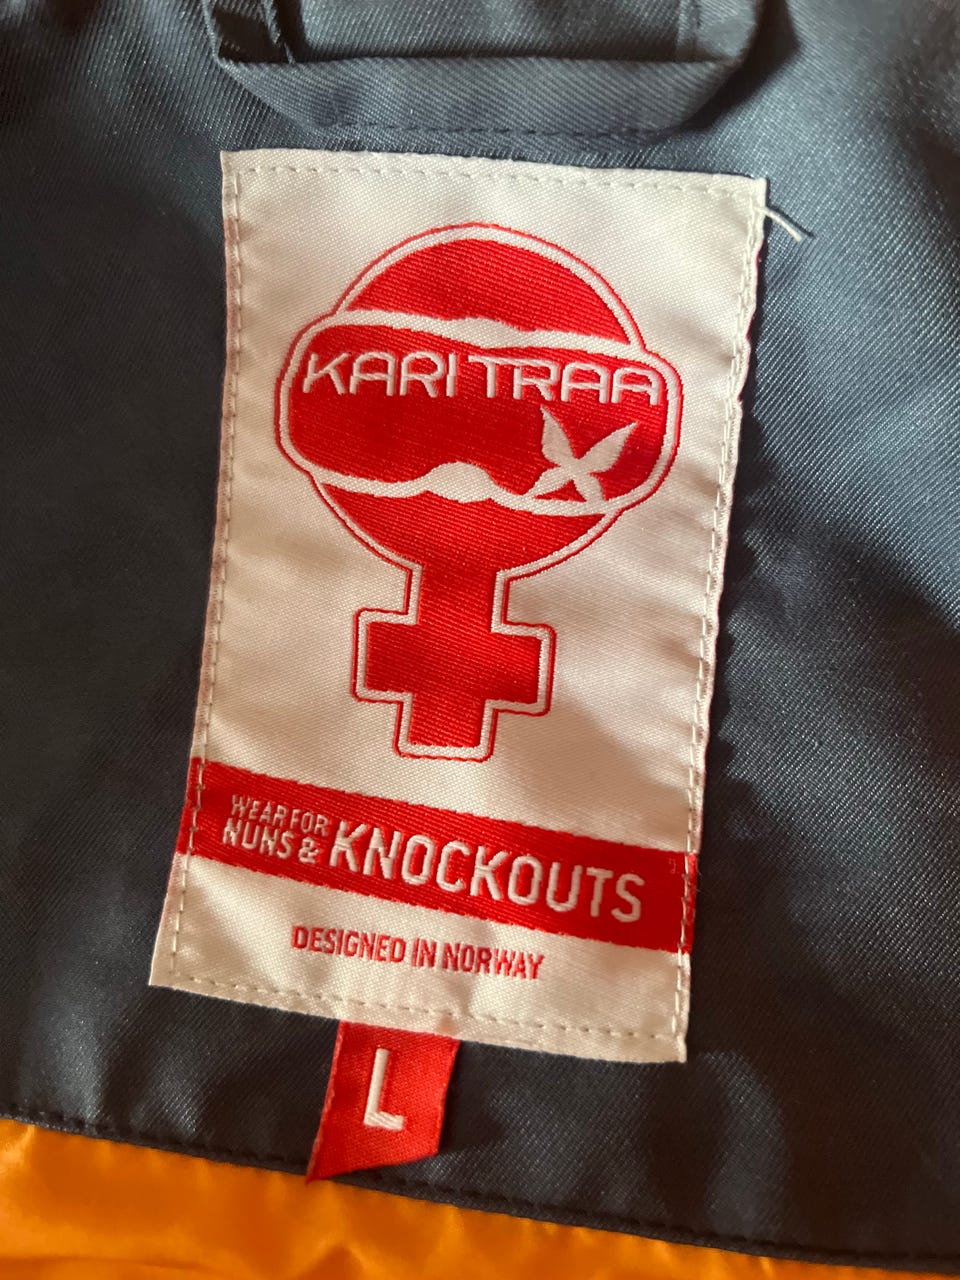 KARI TRAA
WEAR FOR
NUNS & KNOCKOUTS
DESIGNED IN NORWAY
L